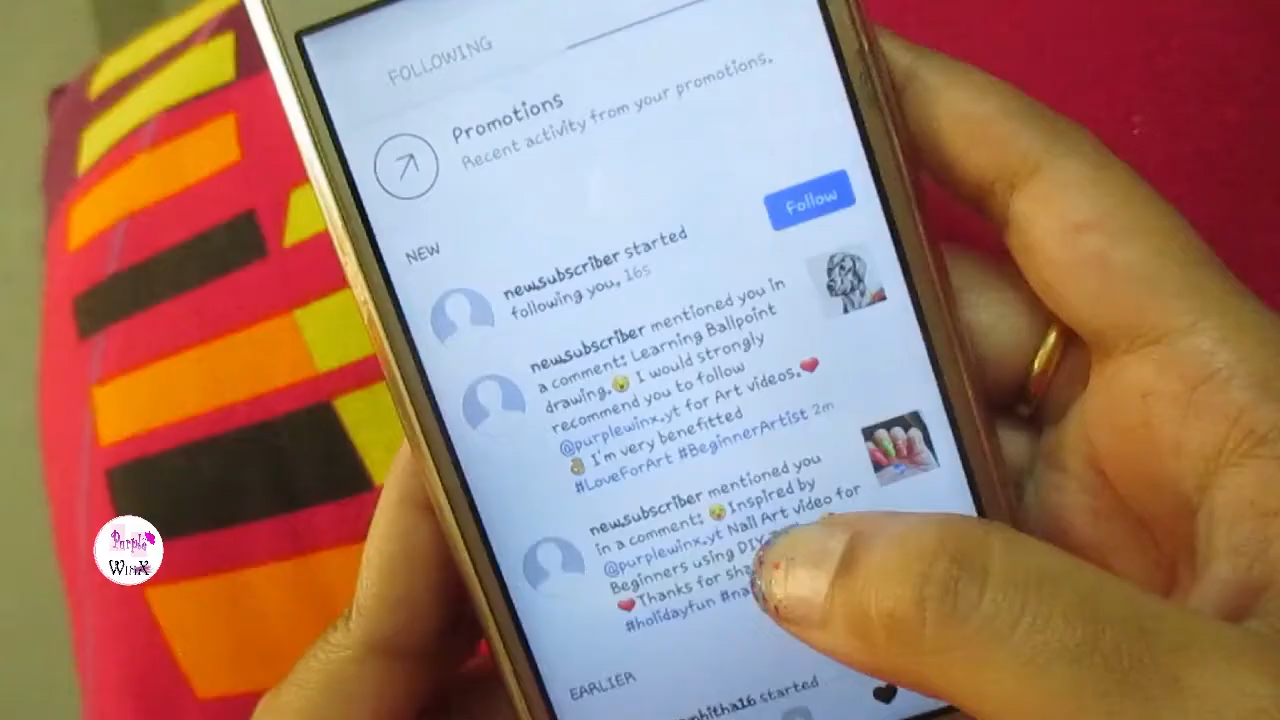 FOLLOWING
Promotions
Recent activity from your promotions.
Follow
NEW
newsubscriber started
following you, 16s
newsubscriber mentioned you in
a comment: Learning Ballpoint
drawing.😵 I would strongly
recommend you to follow
@purplewinx.yt for Art videos.❤️
👌 I'm very benefitted
#LoveForArt #BeginnerArtist 2m
newsubscriber mentioned you
in a comment: 😵Inspired by
@purplewinx.yt Nail Art video for
Beginners using DIY
❤️Thanks for
#holidayfun
EARLIER
started
Purple
WinX